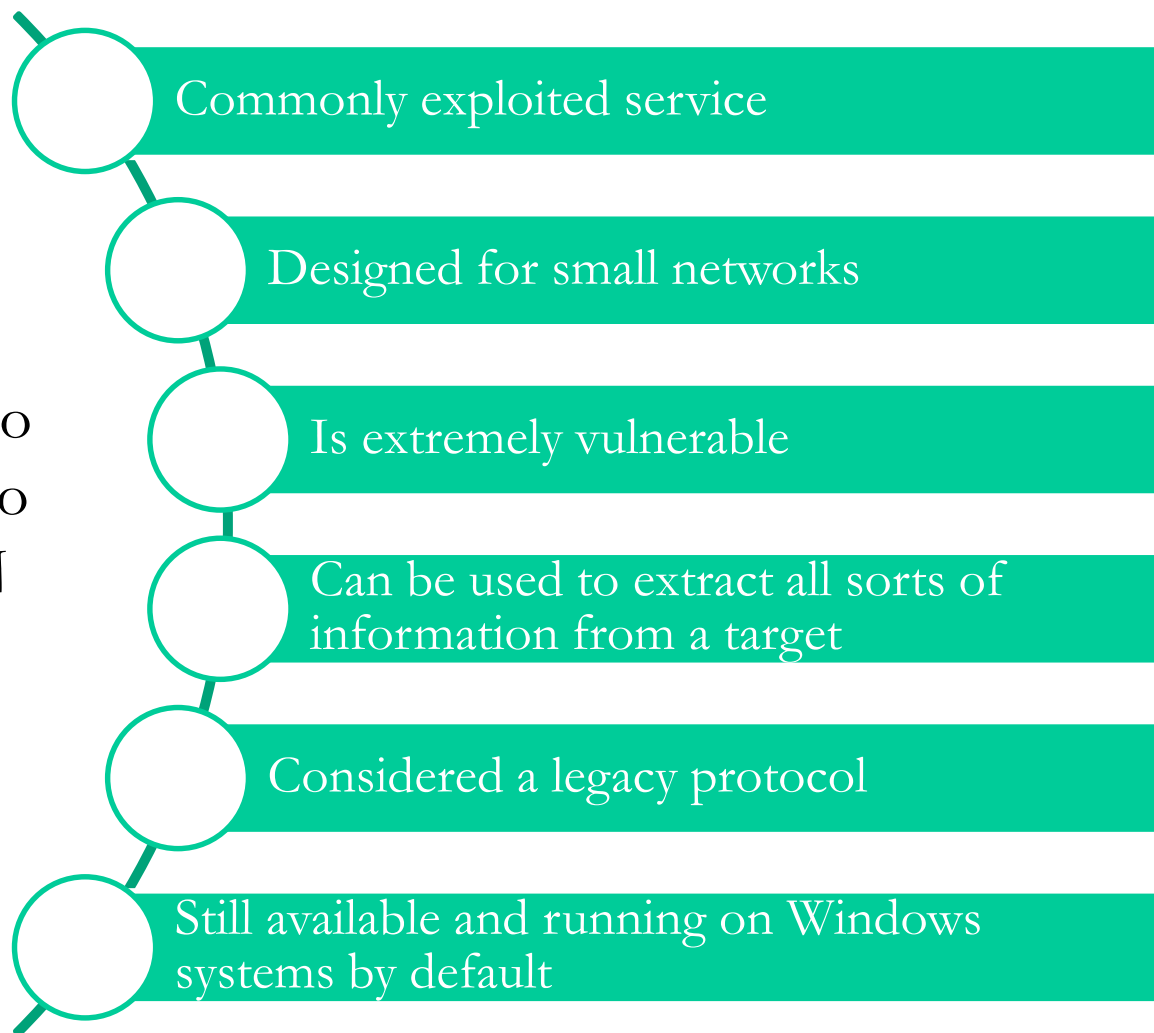 Commonly exploited service
Designed for small networks
Is extremely vulnerable
Can be used to extract all sorts of
information from a target
Considered a legacy protocol
Still available and running on Windows
systems by default